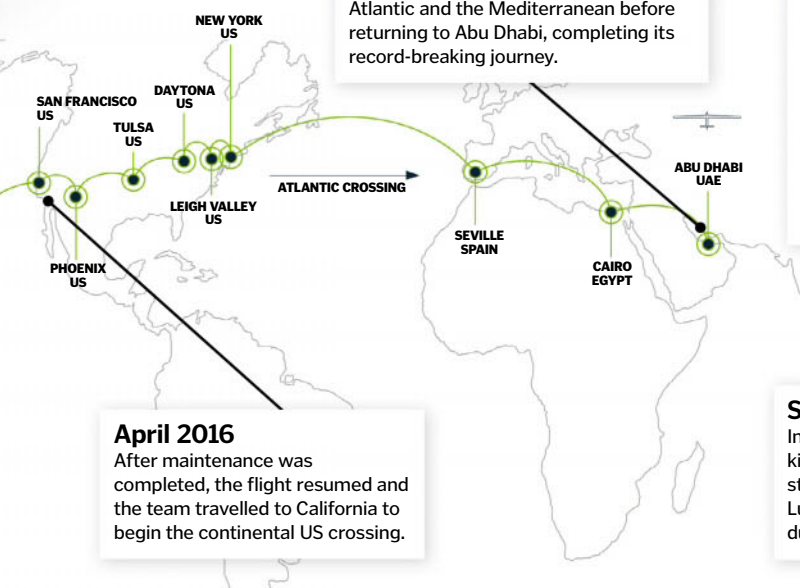 Atlantic and the Mediterranean before
returning to Abu Dhabi, completing its
record-breaking journey.
NEW YORK
US
DAYTONA
US
SAN FRANCISCO
US
TULSA
US
LEIGH VALLEY
US
PHOENIX
US
ATLANTIC CROSSING
SEVILLE
SPAIN
CAIRO
EGYPT
ABU DHABI
UAE
April 2016
After maintenance was
completed, the flight resumed and
the team travelled to California to
begin the continental US crossing.